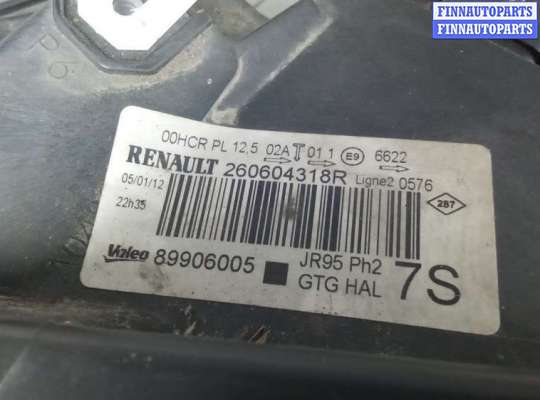 FINNAUTOPARTS
FINNAUTOPARTS
00HCR PL 12,5 02A T 01 1 E9 6622
RENAULT 260604318R Ligne2 0576
05/01/12
22h35
287
Valeo 89906005 JR95 Ph2
GTG HAL 7S